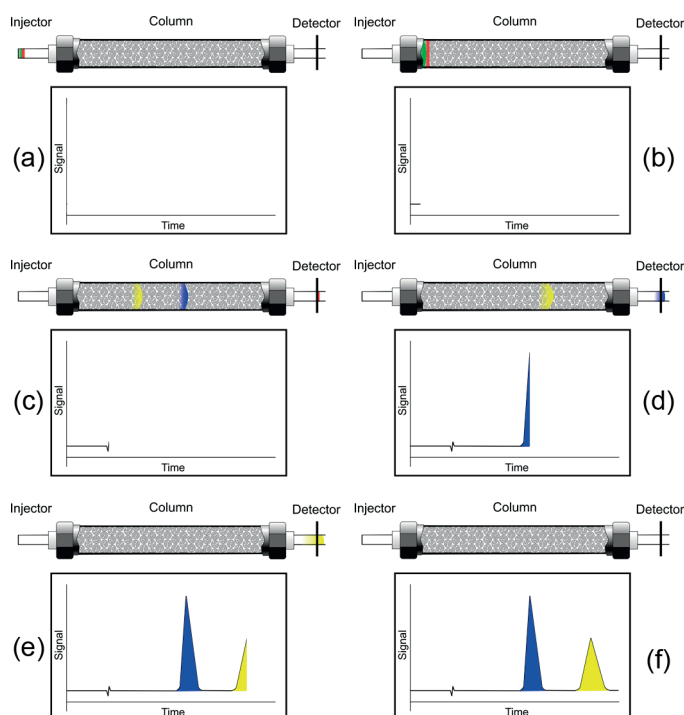 Injector Column Detector
Injector Column Detector
Signal
Time
(a)
Signal
Time
(b)
Injector Column Detector
Injector Column Detector
Signal
Time
(c)
Signal
Time
(d)
Injector Column Detector
Injector Column Detector
Signal
Time
(e)
Signal
Time
(f)